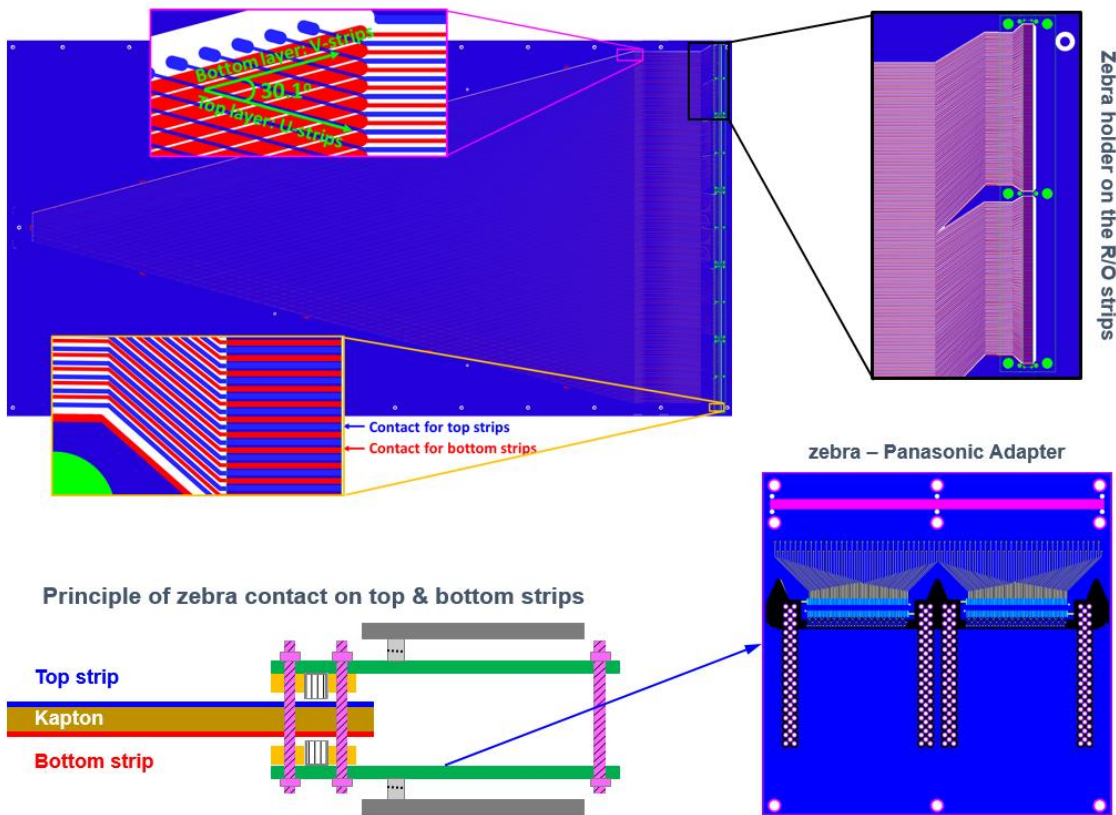 Bottom layer: V-strips
30.1º
Top layer: U-strips
Zebra holder on the R/O strips
Contact for top strips
Contact for bottom strips
zebra – Panasonic Adapter
Principle of zebra contact on top & bottom strips
Top strip
Kapton
Bottom strip